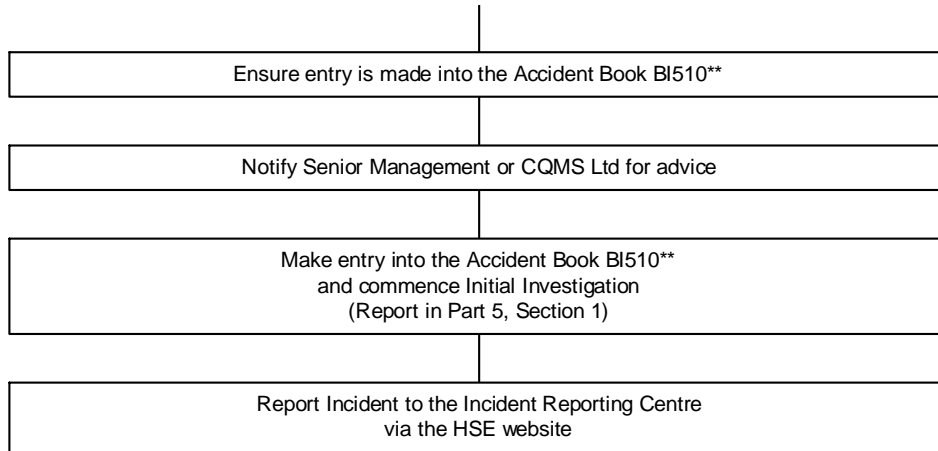 Ensure entry is made into the Accident Book BI510**
Notify Senior Management or CQMS Ltd for advice
Make entry into the Accident Book BI510**
and commence Initial Investigation
(Report in Part 5, Section 1)
Report Incident to the Incident Reporting Centre
via the HSE website